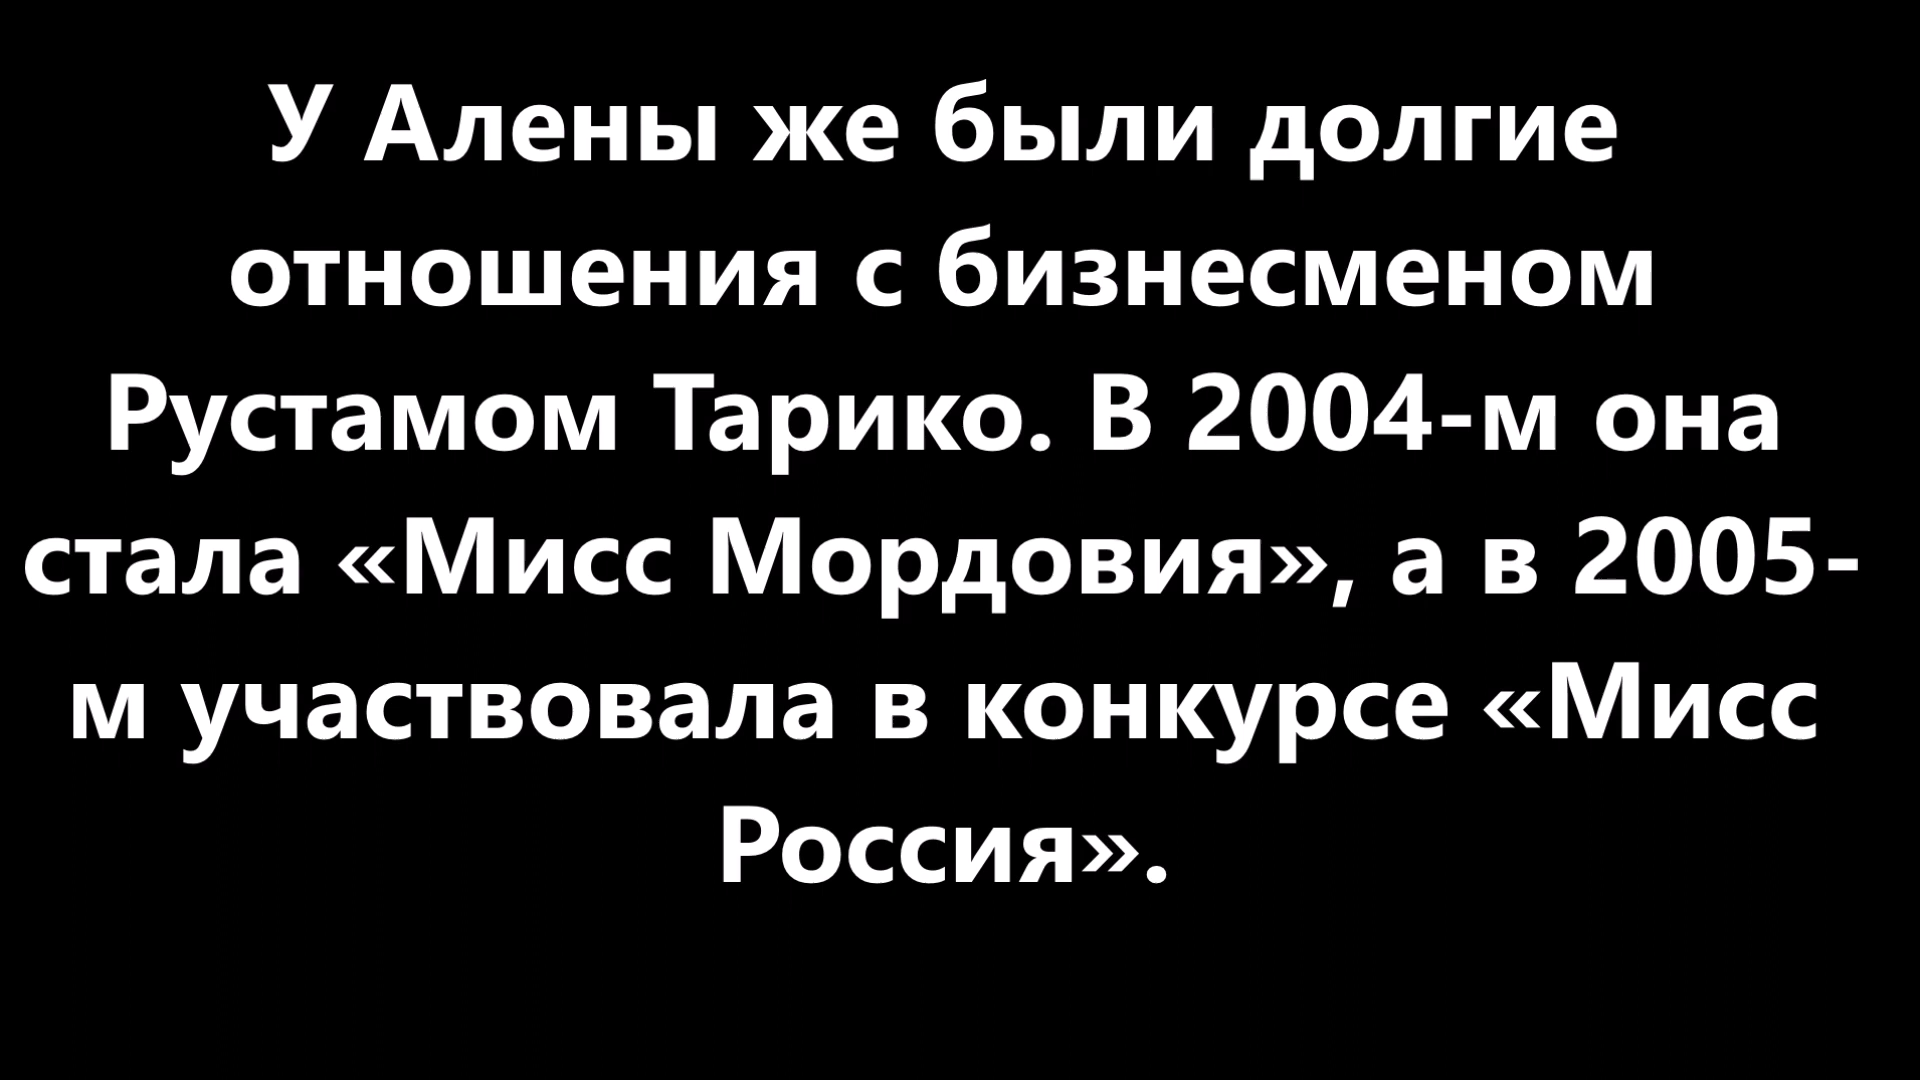 У Алены же были долгие
отношения с бизнесменом
Рустамом Тарико. В 2004-м она
стала «Мисс Мордовия», а в 2005-
м участвовала в конкурсе «Мисс
Россия».